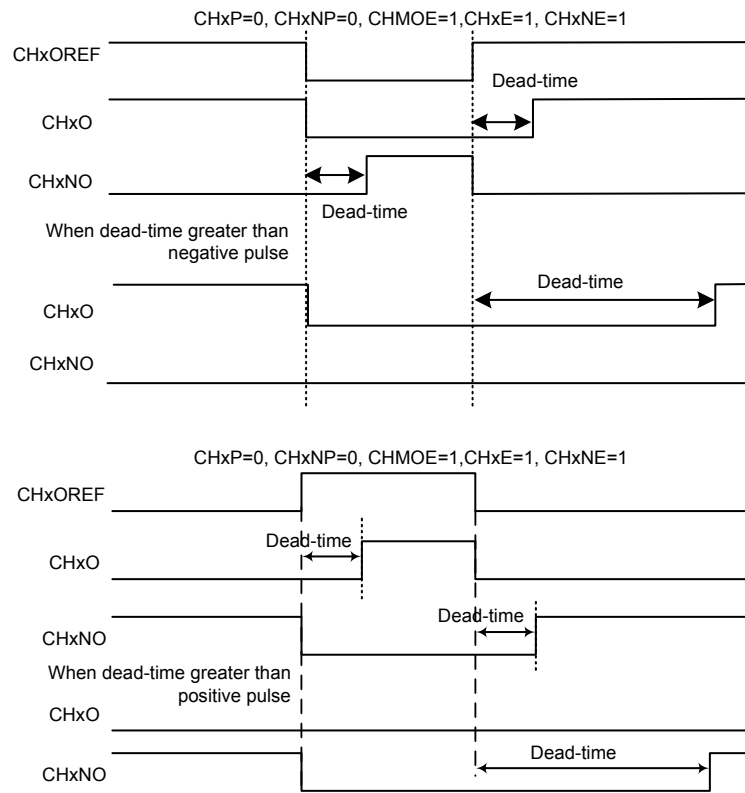 CHxP=0, CHxNP=0, CHMOE=1,CHxE=1, CHxNE=1
CHxOREF
Dead-time
CHxO
CHxNO
Dead-time
When dead-time greater than
negative pulse
Dead-time
CHxO
CHxNO
CHxP=0, CHxNP=0, CHMOE=1,CHxE=1, CHxNE=1
CHxOREF
Dead-time
CHxO
Dead-time
CHxNO
When dead-time greater than
positive pulse
CHxO
Dead-time
CHxNO